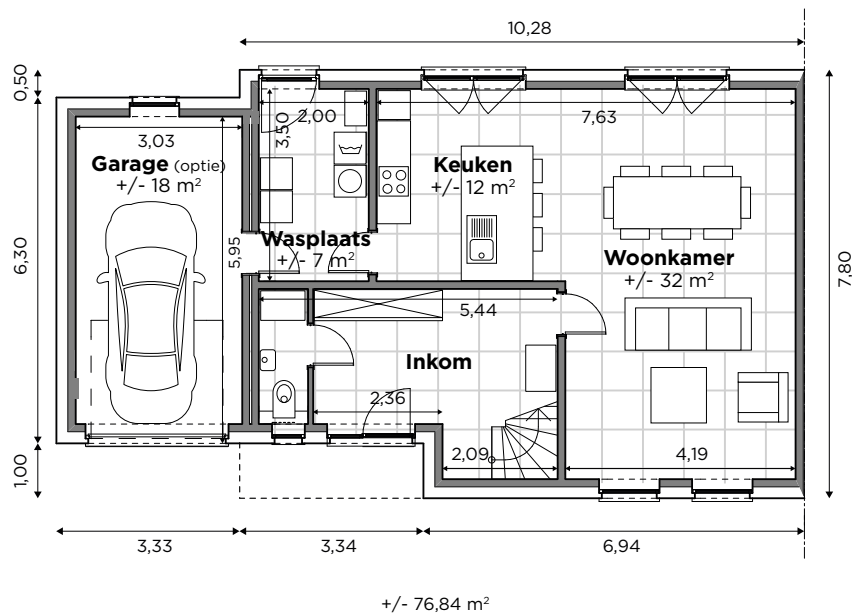 10,28
0,50
3,03
3,50
2,00
7,63
Garage (optie)
+/- 18 m²
Keuken
+/- 12 m²
6,30
5,95
Wasplaats
+/- 7 m²
Woonkamer
+/- 32 m²
7,80
5,44
Inkom
2,36
1,00
2,09
4,19
3,33
3,34
6,94
+/- 76,84 m²